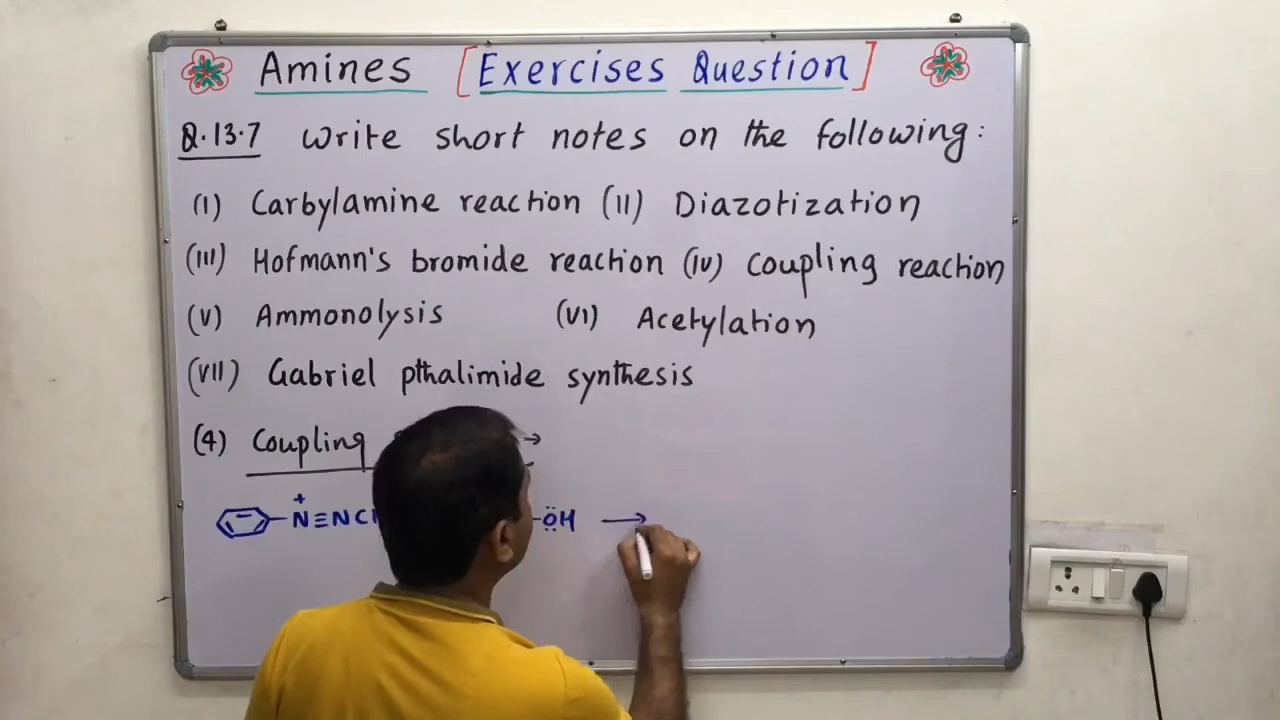 Amines [Exercises Question]
Q.13.7 Write short notes on the following:
(I) Carbylamine reaction (II) Diazotization
(III) Hofmann's bromide reaction (IV) Coupling reaction
(V) Ammonolysis (VI) Acetylation
(VII) Gabriel pthalimide synthesis
(4) Coupling →
+
-N≡NCl -ÖH →